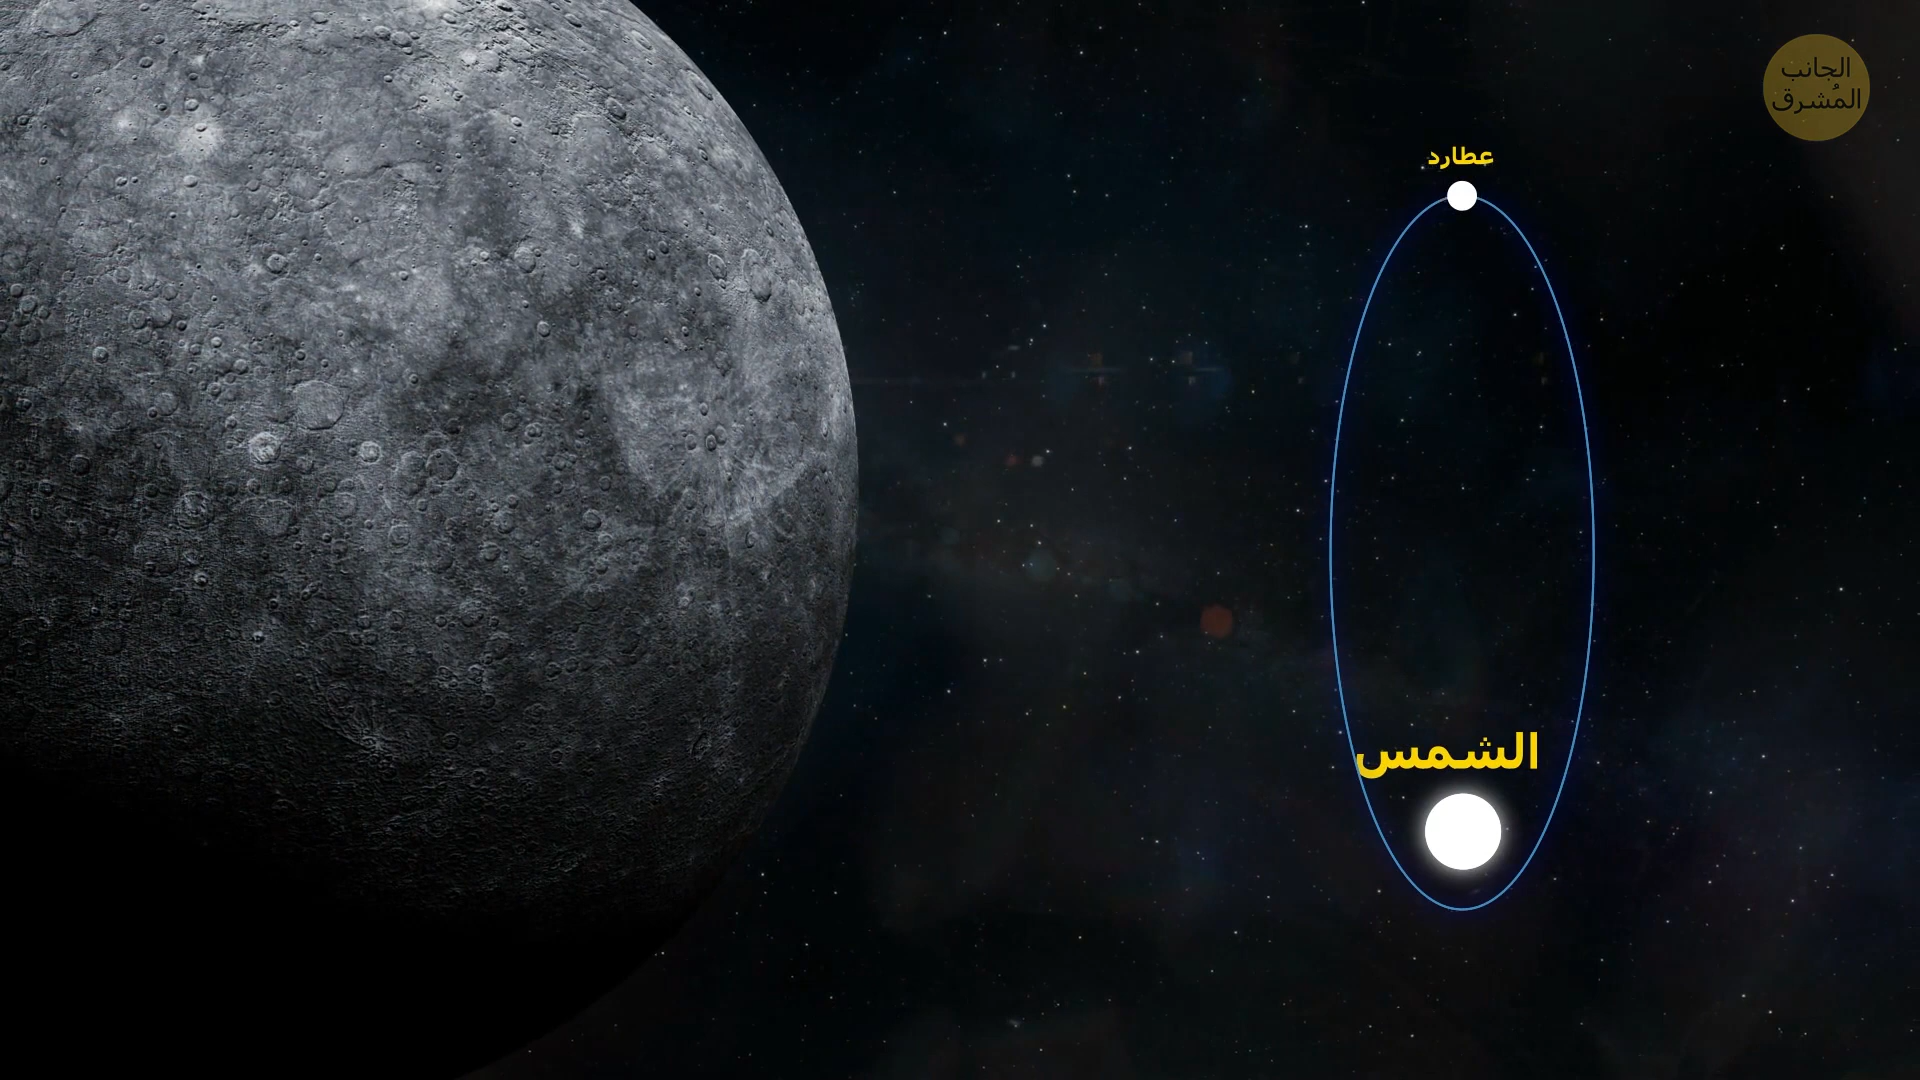 الجانب
المُشرق
عطارد
الشمس